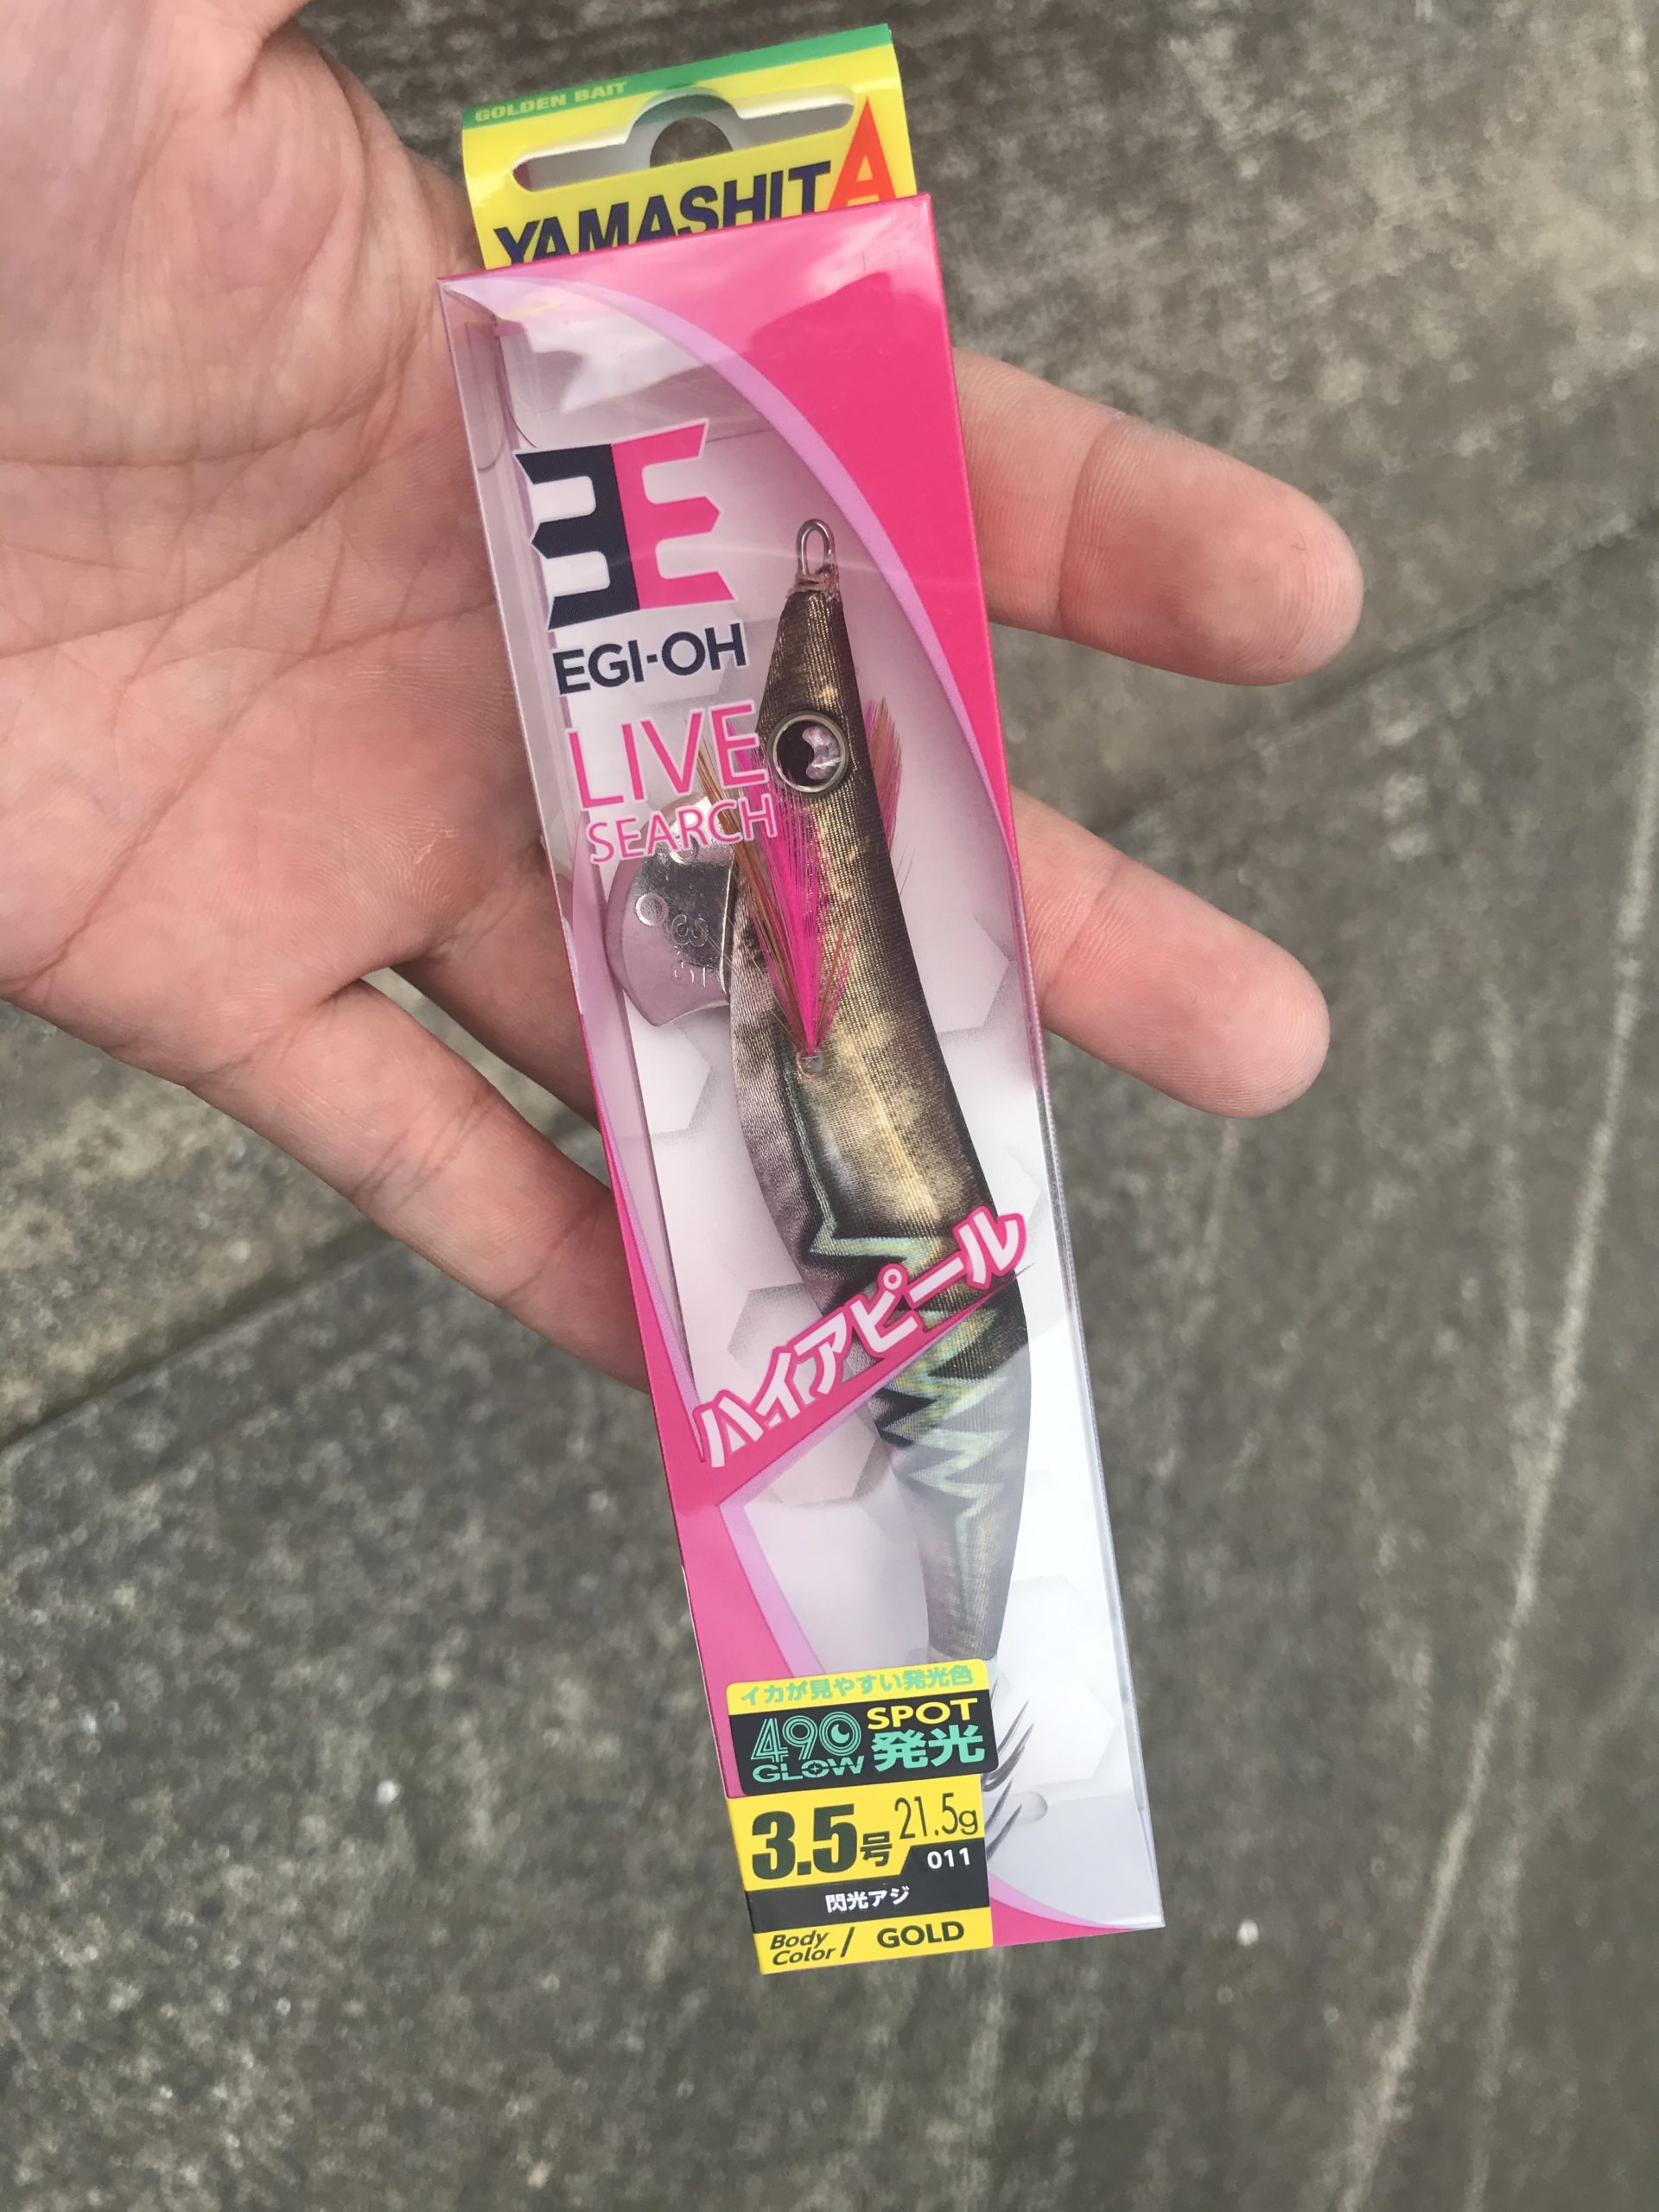 GOLDEN BAIT
YAMASHITA
EGI-OH
LIVE
SEARCH
ハイアピール
イカが見やすい発光色
490
GLOW
SPOT
発光
3.5号 21.5g
011
閃光アジ
Body
Color/ GOLD